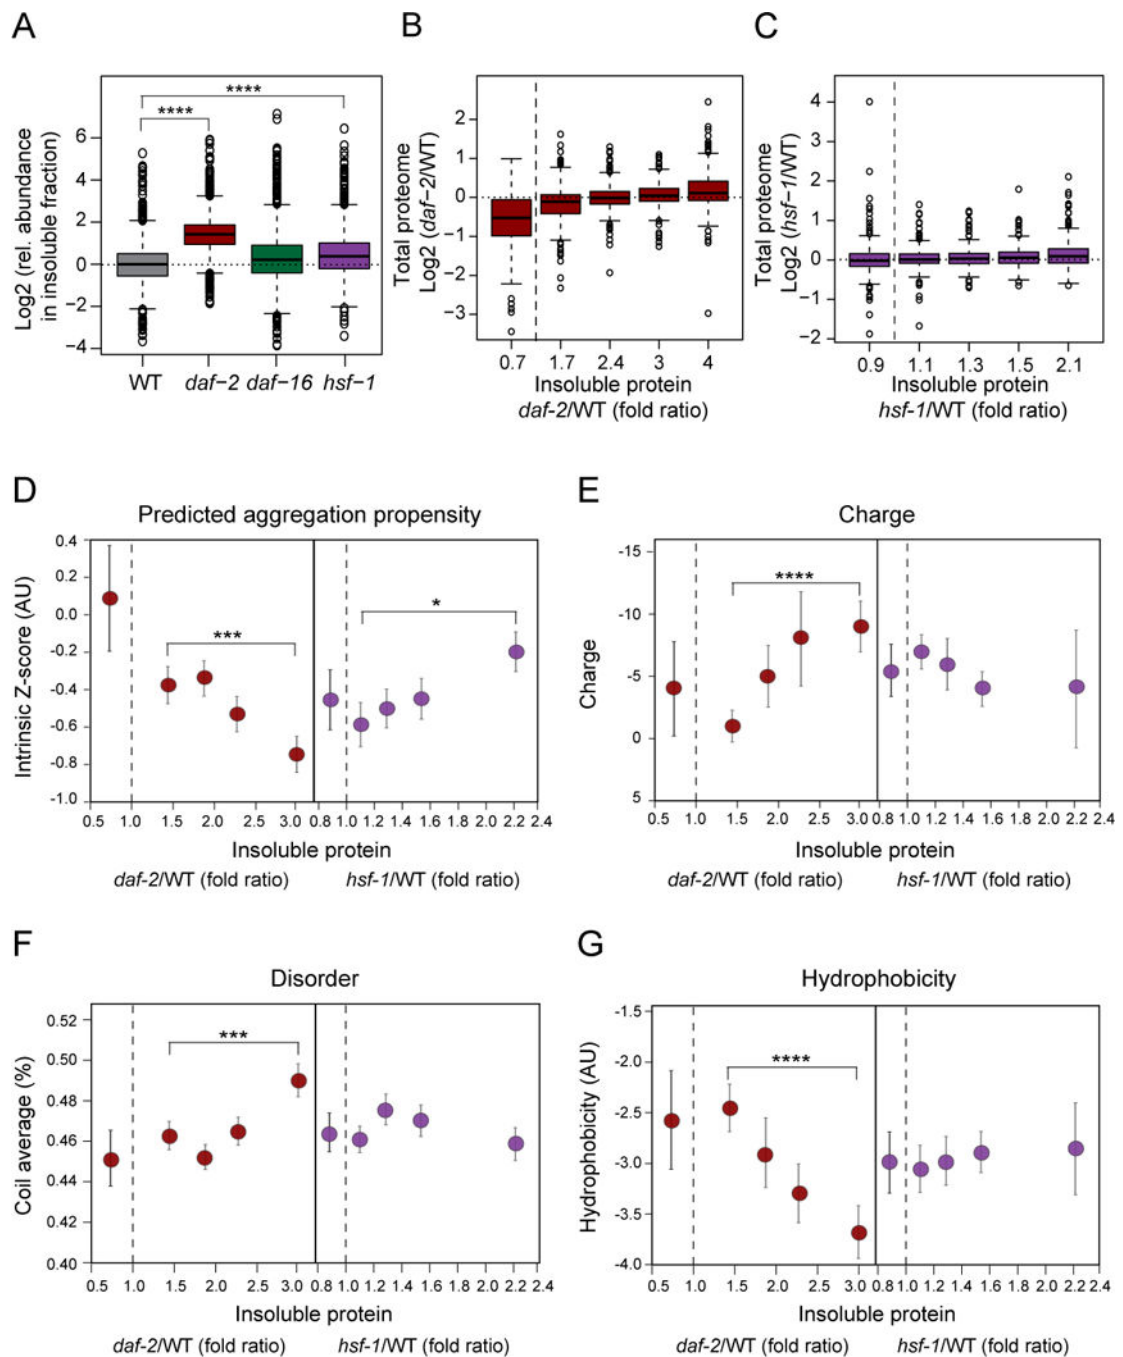 A
B
C
****
****
Log2 (rel. abundance
in insoluble fraction)
6
4
2
0
−2
−4
WT
daf−2
daf−16
hsf−1
Total proteome
Log2 (daf−2/WT)
2
1
0
−1
−2
−3
0.7
1.7
2.4
3
4
Insoluble protein
daf−2/WT (fold ratio)
Total proteome
Log2 (hsf−1/WT)
4
3
2
1
0
−1
−2
0.9
1.1
1.3
1.5
2.1
Insoluble protein
hsf−1/WT (fold ratio)
D
Predicted aggregation propensity
Intrinsic Z-score (AU)
0.4
0.2
0.0
-0.2
-0.4
-0.6
-0.8
-1.0
***
*
0.5 1.0 1.5 2.0 2.5 3.0 0.8 1.0 1.2 1.4 1.6 1.8 2.0 2.2 2.4
Insoluble protein
daf-2/WT (fold ratio)
hsf-1/WT (fold ratio)
E
Charge
Charge
-15
-10
-5
0
5
****
0.5 1.0 1.5 2.0 2.5 3.0 0.8 1.0 1.2 1.4 1.6 1.8 2.0 2.2 2.4
Insoluble protein
daf-2/WT (fold ratio)
hsf-1/WT (fold ratio)
F
Disorder
Coil average (%)
0.52
0.50
0.48
0.46
0.44
0.42
0.40
***
0.5 1.0 1.5 2.0 2.5 3.0 0.8 1.0 1.2 1.4 1.6 1.8 2.0 2.2 2.4
Insoluble protein
daf-2/WT (fold ratio)
hsf-1/WT (fold ratio)
G
Hydrophobicity
Hydrophobicity (AU)
-1.5
-2.0
-2.5
-3.0
-3.5
-4.0
****
0.5 1.0 1.5 2.0 2.5 3.0 0.8 1.0 1.2 1.4 1.6 1.8 2.0 2.2 2.4
Insoluble protein
daf-2/WT (fold ratio)
hsf-1/WT (fold ratio)